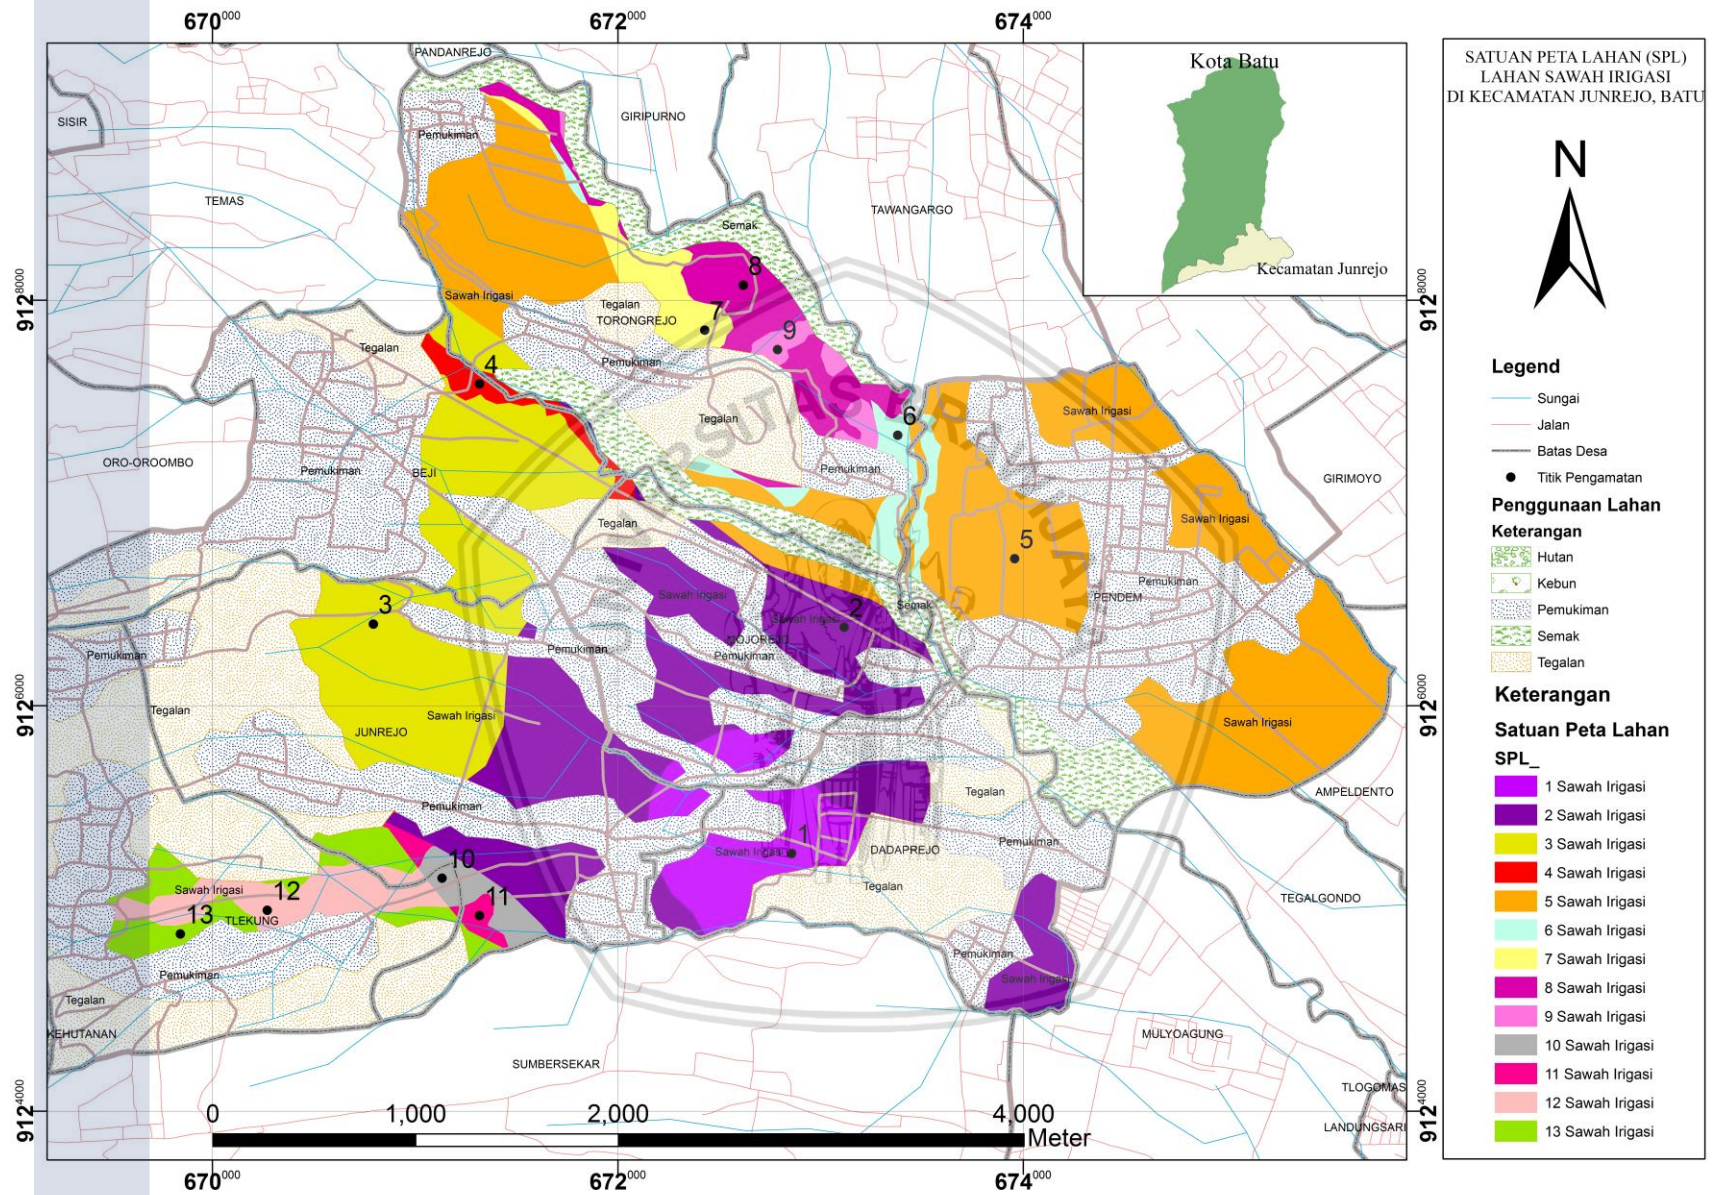 670000
672000
674000
PANDANREJO
SISIR
GIRIPURNO
Pemukiman
TEMAS
TAWANGARGO
Semak
Kota Batu
Kecamatan Junrejo
8
9128000
Sawah Irigasi
Tegalan
TORONGREJO
7
9
9128000
Tegalan
4
Pemukiman
6
Sawah Irigasi
Tegalan
ORO-OROOMBO
Pemukiman
BEJI
Pemukiman
GIRIMOYO
Tegalan
Sawah Irigasi
5
3
Sawah Irigasi
Pemukiman
PENDEM
Semak
2
Sawah Irigasi
MOJOREJO
Pemukiman
Pemukiman
Pemukiman
Tegalan
9126000
Sawah Irigasi
JUNREJO
Sawah Irigasi
9126000
Pemukiman
Tegalan
AMPELDENTO
1
Sawah Irigasi
DADAPREJO
Pemukiman
10
Tegalan
Sawah Irigasi
12
11
TEGALGONDO
13
TLEKUNG
Pemukiman
Pemukiman
Sawah Irigasi
Tegalan
KEHUTANAN
MULYOAGUNG
SUMBERSEKAR
TLOGOMAS
LANDUNGSARI
9124000
9124000
0 1,000 2,000 4,000
Meter
670000
672000
674000
UNIVERSITAS BRAWIJAYA
SATUAN PETA LAHAN (SPL)
LAHAN SAWAH IRIGASI
DI KECAMATAN JUNREJO, BATU
N
Legend
Sungai
Jalan
Batas Desa
Titik Pengamatan
Penggunaan Lahan
Keterangan
Hutan
Kebun
Pemukiman
Semak
Tegalan
Keterangan
Satuan Peta Lahan
SPL_
1 Sawah Irigasi
2 Sawah Irigasi
3 Sawah Irigasi
4 Sawah Irigasi
5 Sawah Irigasi
6 Sawah Irigasi
7 Sawah Irigasi
8 Sawah Irigasi
9 Sawah Irigasi
10 Sawah Irigasi
11 Sawah Irigasi
12 Sawah Irigasi
13 Sawah Irigasi